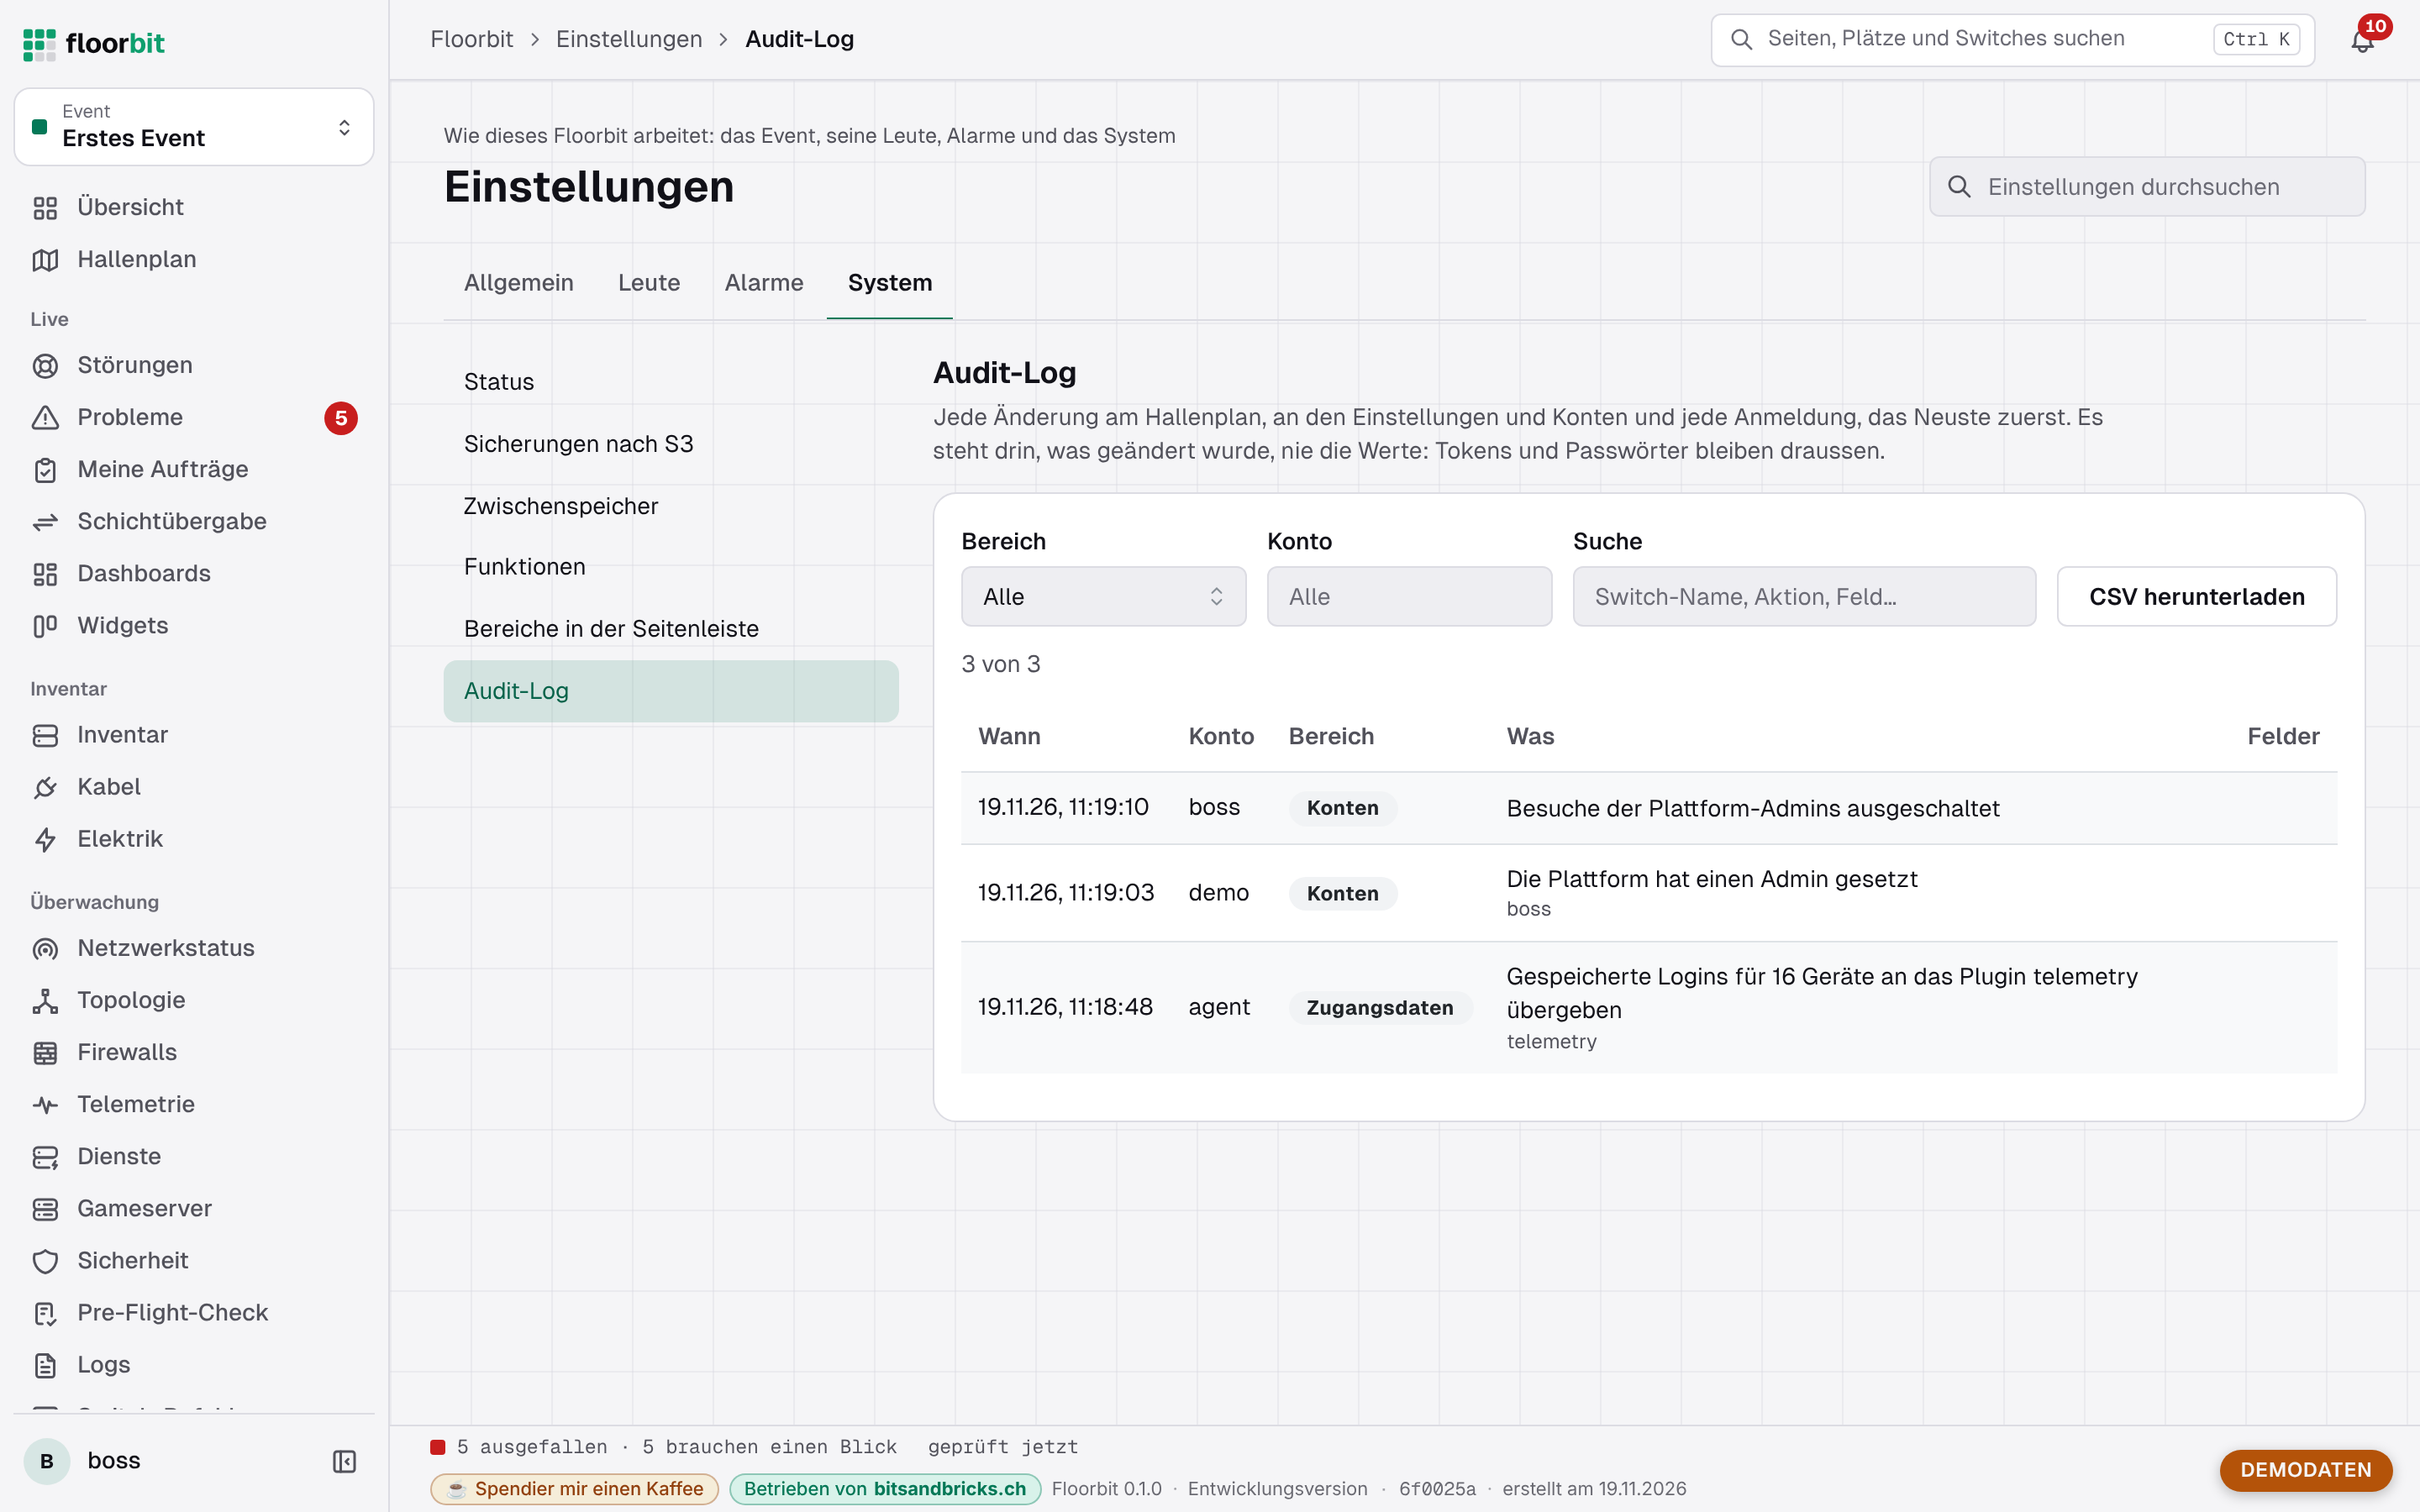 floorbit
Event
Erstes Event
Übersicht
Hallenplan
Live
Störungen
Probleme
5
Meine Aufträge
Schichtübergabe
Dashboards
Widgets
Inventar
Inventar
Kabel
Elektrik
Überwachung
Netzwerkstatus
Topologie
Firewalls
Telemetrie
Dienste
Gameserver
Sicherheit
Pre-Flight-Check
Logs
B
boss
Floorbit > Einstellungen > Audit-Log
Seiten, Plätze und Switches suchen
Ctrl K
10
Wie dieses Floorbit arbeitet: das Event, seine Leute, Alarme und das System
Einstellungen
Einstellungen durchsuchen
Allgemein
Leute
Alarme
System
Status
Sicherungen nach S3
Zwischenspeicher
Funktionen
Bereiche in der Seitenleiste
Audit-Log
Audit-Log
Jede Änderung am Hallenplan, an den Einstellungen und Konten und jede Anmeldung, das Neuste zuerst. Es
steht drin, was geändert wurde, nie die Werte: Tokens und Passwörter bleiben draussen.
Bereich
Konto
Suche
Alle
Alle
Switch-Name, Aktion, Feld…
CSV herunterladen
3 von 3
Wann Konto Bereich Was Felder
19.11.26, 11:19:10 boss Konten Besuche der Plattform-Admins ausgeschaltet
19.11.26, 11:19:03 demo Konten Die Plattform hat einen Admin gesetzt
boss
19.11.26, 11:18:48 agent Zugangsdaten Gespeicherte Logins für 16 Geräte an das Plugin telemetry
übergeben
telemetry
5 ausgefallen · 5 brauchen einen Blick geprüft jetzt
Spendier mir einen Kaffee
Betrieben von bitsandbricks.ch
Floorbit 0.1.0 · Entwicklungsversion · 6f0025a · erstellt am 19.11.2026
DEMODATEN